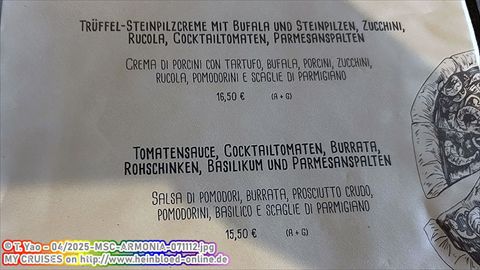 TRÜFFEL-STEINPILZCREME MIT BUFALA UND STEINPILZEN, ZUCCHINI,
RUCOLA, COCKTAILTOMATEN, PARMESANSPALTEN
CREMA DI PORCINI CON TARTUFO, BUFALA, PORCINI, ZUCCHINI,
RUCOLA, POMODORINI E SCAGLIE DI PARMIGIANO
16,50 € (A + G)
TOMATENSAUCE, COCKTAILTOMATEN, BURRATA,
ROHSCHINKEN, BASILIKUM UND PARMESANSPALTEN
SALSA DI POMODORI, BURRATA, PROSCIUTTO CRUDO,
POMODORINI, BASILICO E SCAGLIE DI PARMIGIANO
15,50 € (A + G)
©T. Yao - 04/2025-MSC-ARMONIA-071112.jpg
MY CRUISES on http://www.heinbloed-online.de